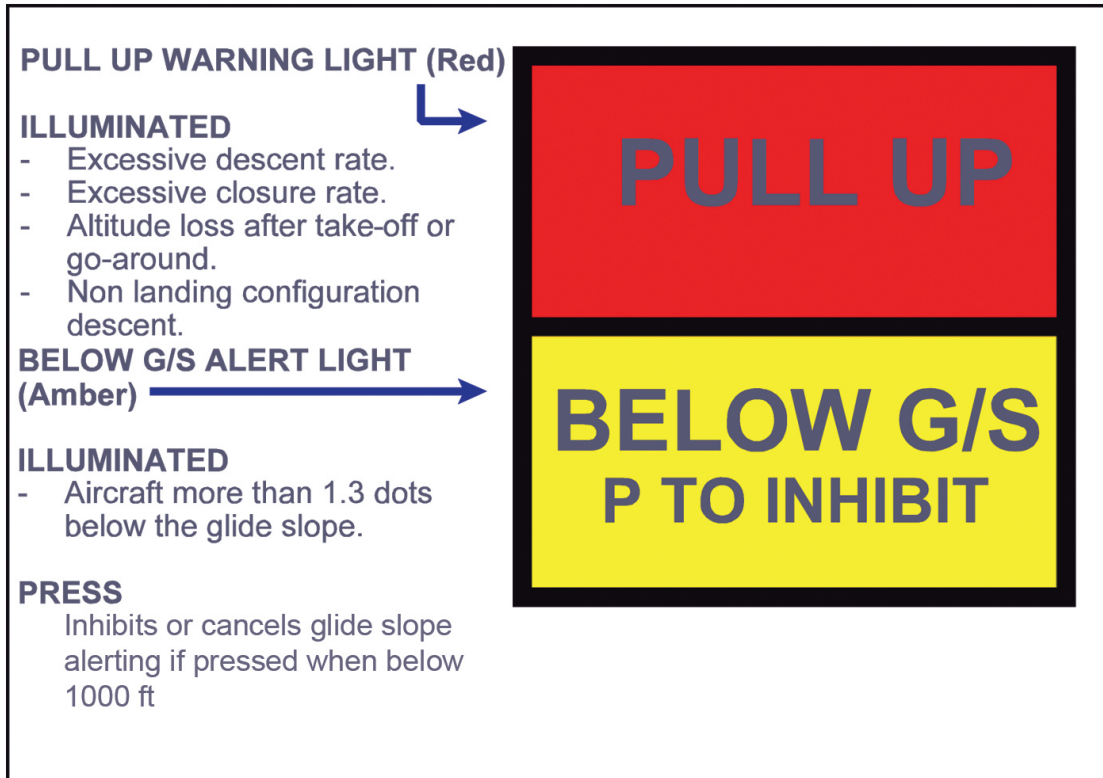 PULL UP WARNING LIGHT (Red)
ILLUMINATED
- Excessive descent rate.
- Excessive closure rate.
- Altitude loss after take-off or
go-around.
- Non landing configuration
descent.
BELOW G/S ALERT LIGHT
(Amber)
ILLUMINATED
- Aircraft more than 1.3 dots
below the glide slope.
PRESS
Inhibits or cancels glide slope
alerting if pressed when below
1000 ft
PULL UP
BELOW G/S
P TO INHIBIT